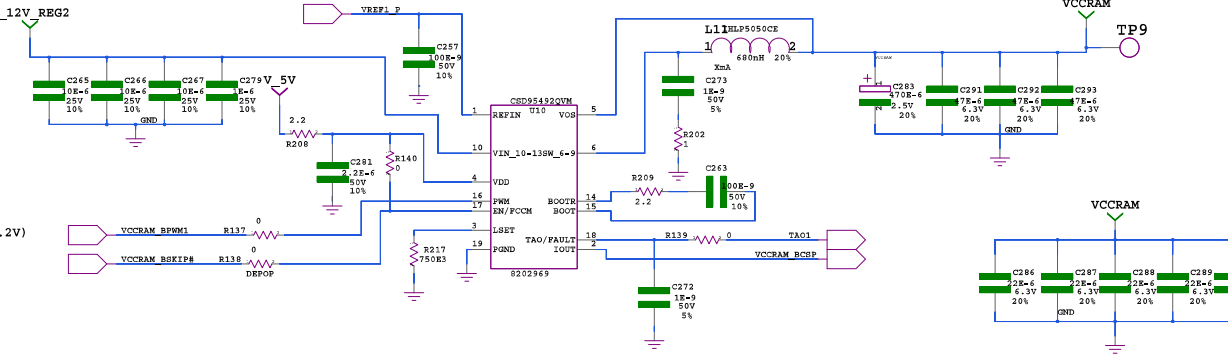 _12V_REG2
VREF1_P
C257
100E-9
50V
10%
C265
10E-6
25V
10%
C266
10E-6
25V
10%
C267
10E-6
25V
10%
C279
1E-6
25V
10%
GND
V_5V
2.2
R208
C281
2.2E-6
50V
10%
R140
0
.2V)
VCCRAM_BPWM1
R137
0
VCCRAM_BSKIP#
R138
0
DEPOP
R217
750E3
CSD95492QVM
U10
1
REFIN
10
VIN_10-13
4
VDD
16
PWM
17
EN/FCCM
3
LSET
19
PGND
VOS
5
SW_6-9
6
BOOTR
14
BOOT
15
TAO/FAULT
18
IOUT
2
8202969
L11
IHLP5050CE
1
2
680nH
20%
XmA
C273
1E-9
50V
5%
R202
1
R209
2.2
C263
100E-9
50V
10%
R139
0
TAO1
VCCRAM_BCSP
C272
1E-9
50V
5%
VCCRAM
TP9
VCCRAM
+
C283
470E-6
2.5V
20%
C291
47E-6
6.3V
20%
C292
47E-6
6.3V
20%
C293
47E-6
6.3V
20%
GND
VCCRAM
C286
22E-6
6.3V
20%
C287
22E-6
6.3V
20%
C288
22E-6
6.3V
20%
C289
22E-6
6.3V
20%
GND